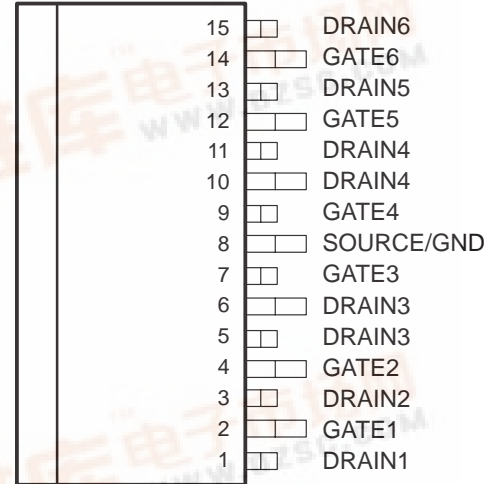 15 DRAIN6
14 GATE6
13 DRAIN5
12 GATE5
11 DRAIN4
10 DRAIN4
9 GATE4
8 SOURCE/GND
7 GATE3
6 DRAIN3
5 DRAIN3
4 GATE2
3 DRAIN2
2 GATE1
1 DRAIN1